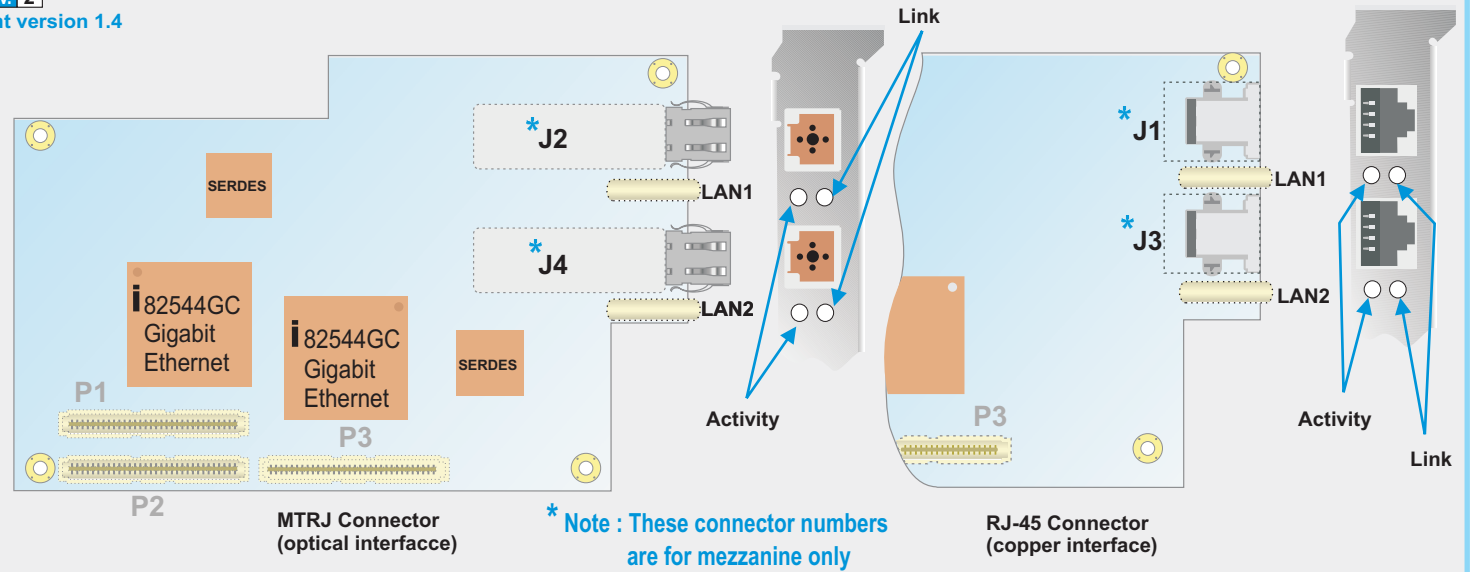 2
version 1.4
Link
J2
LAN1
SERDES
J4
LAN2
i 82544GC
Gigabit
Ethernet
i 82544GC
Gigabit
Ethernet
SERDES
P1
P3
P2
Activity
MTRJ Connector
(optical interfacce)
* Note : These connector numbers
are for mezzanine only
* J1
LAN1
* J3
LAN2
P3
RJ-45 Connector
(copper interface)
Activity
Link